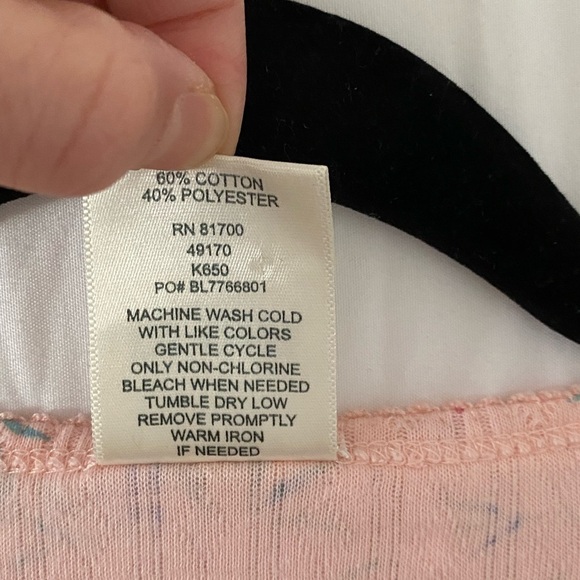 60% COTTON
40% POLYESTER
RN 81700
49170
K650
PO# BL7766801
MACHINE WASH COLD
WITH LIKE COLORS
GENTLE CYCLE
ONLY NON-CHLORINE
BLEACH WHEN NEEDED
TUMBLE DRY LOW
REMOVE PROMPTLY
WARM IRON
IF NEEDED